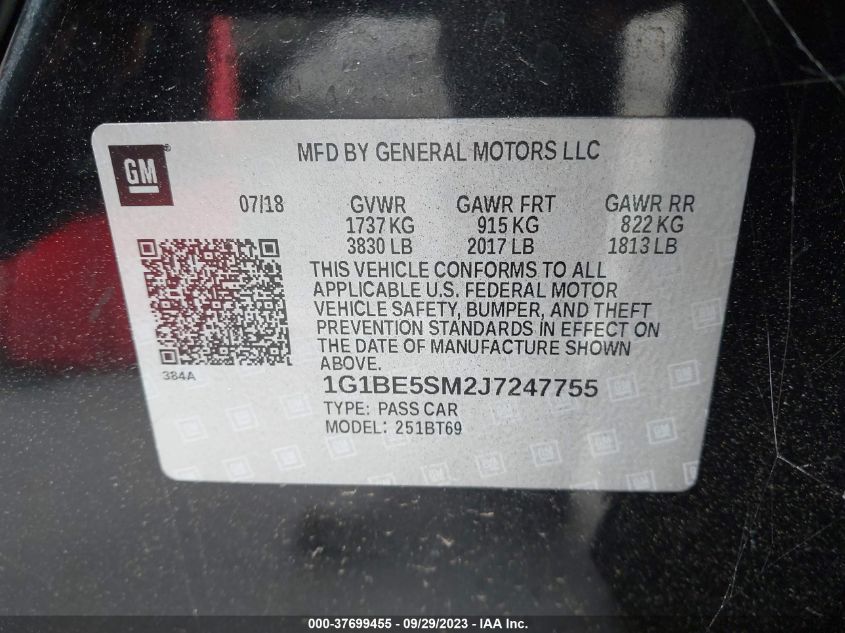 MFD BY GENERAL MOTORS LLC
GM®
07/18 GVWR GAWR FRT GAWR RR
1737 KG 915 KG 822 KG
3830 LB 2017 LB 1813 LB
THIS VEHICLE CONFORMS TO ALL
APPLICABLE U.S. FEDERAL MOTOR
VEHICLE SAFETY, BUMPER, AND THEFT
PREVENTION STANDARDS IN EFFECT ON
THE DATE OF MANUFACTURE SHOWN
ABOVE.
384A
1G1BE5SM2J7247755
TYPE: PASS CAR
MODEL: 251BT69
000-37699455 - 09/29/2023 - IAAI.COM